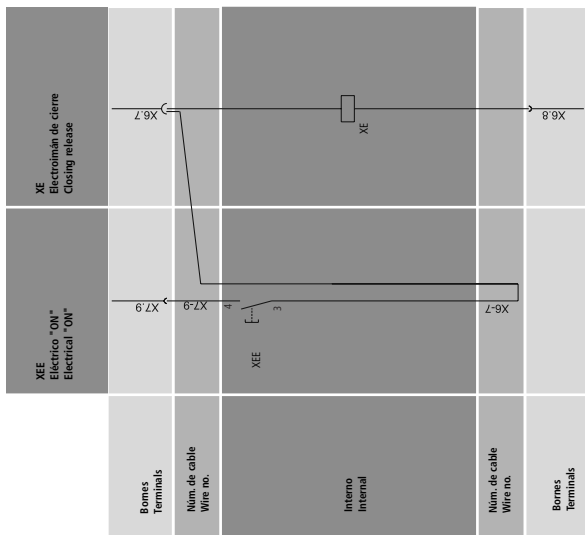 XE
Electroimán de cierre
Closing release
X6.7
XE
X6.8
XEE
Eléctrico "ON"
Electrical "ON"
X7.9
X7-9
4
3
XEE
X6-7
Bornes
Terminals
Núm. de cable
Wire no.
Interno
Internal
Núm. de cable
Wire no.
Bornes
Terminals